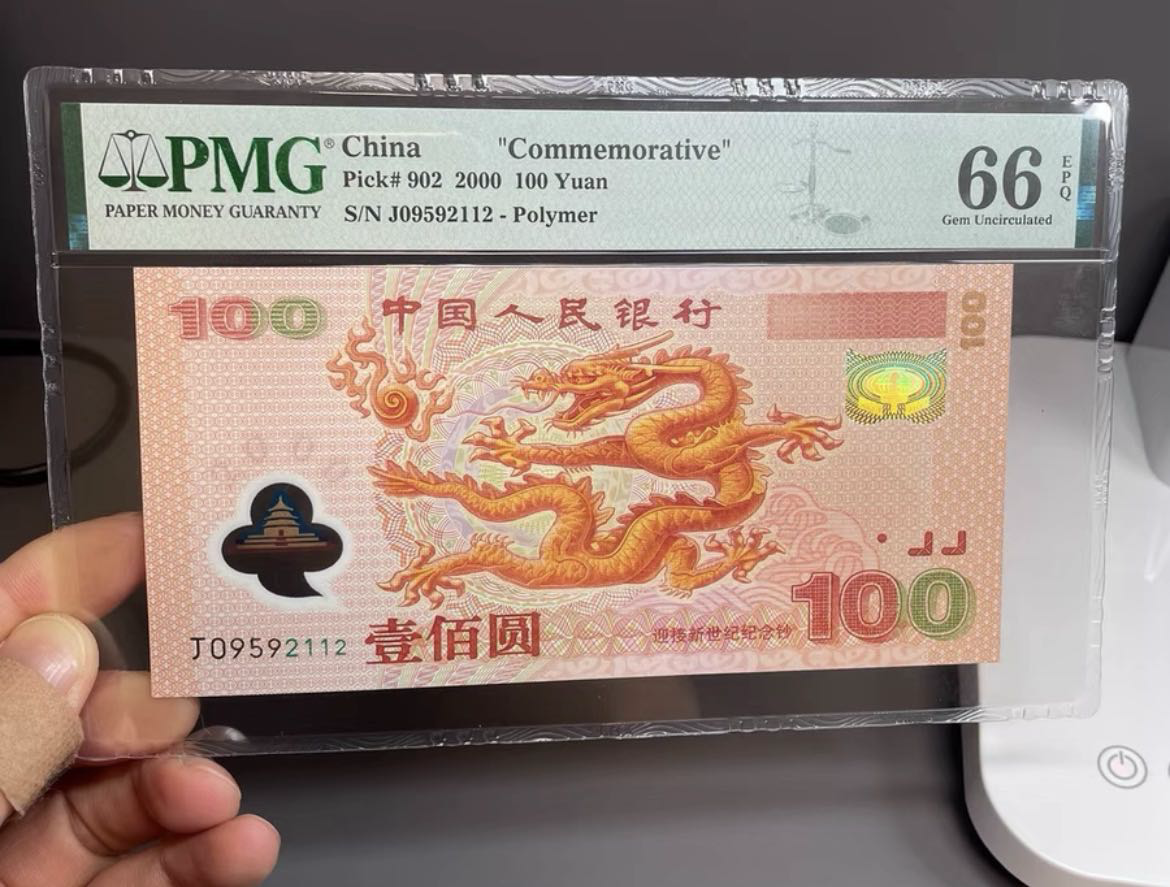 PMG®
PAPER MONEY GUARANTY
China "Commemorative"
Pick# 902 2000 100 Yuan
S/N J09592112 - Polymer
66
EPQ
Gem Uncirculated
100
中国人民银行
100
J09592112
壹佰圆
迎接新世纪纪念钞
100